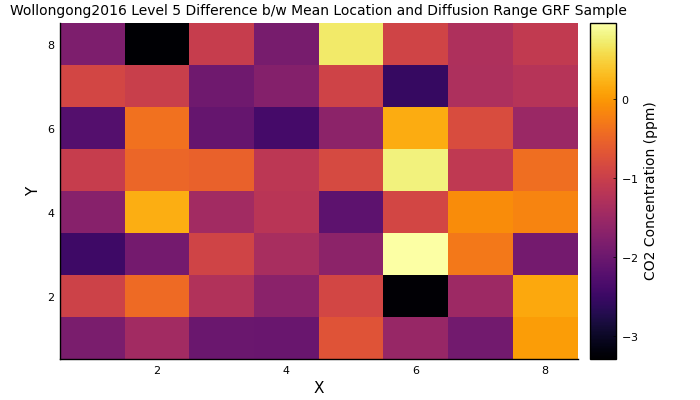 Wollongong2016 Level 5 Difference b/w Mean Location and Diffusion Range GRF Sample
8
6
4
2
Y
2 4 6 8
X
0
−1
−2
−3
CO2 Concentration (ppm)